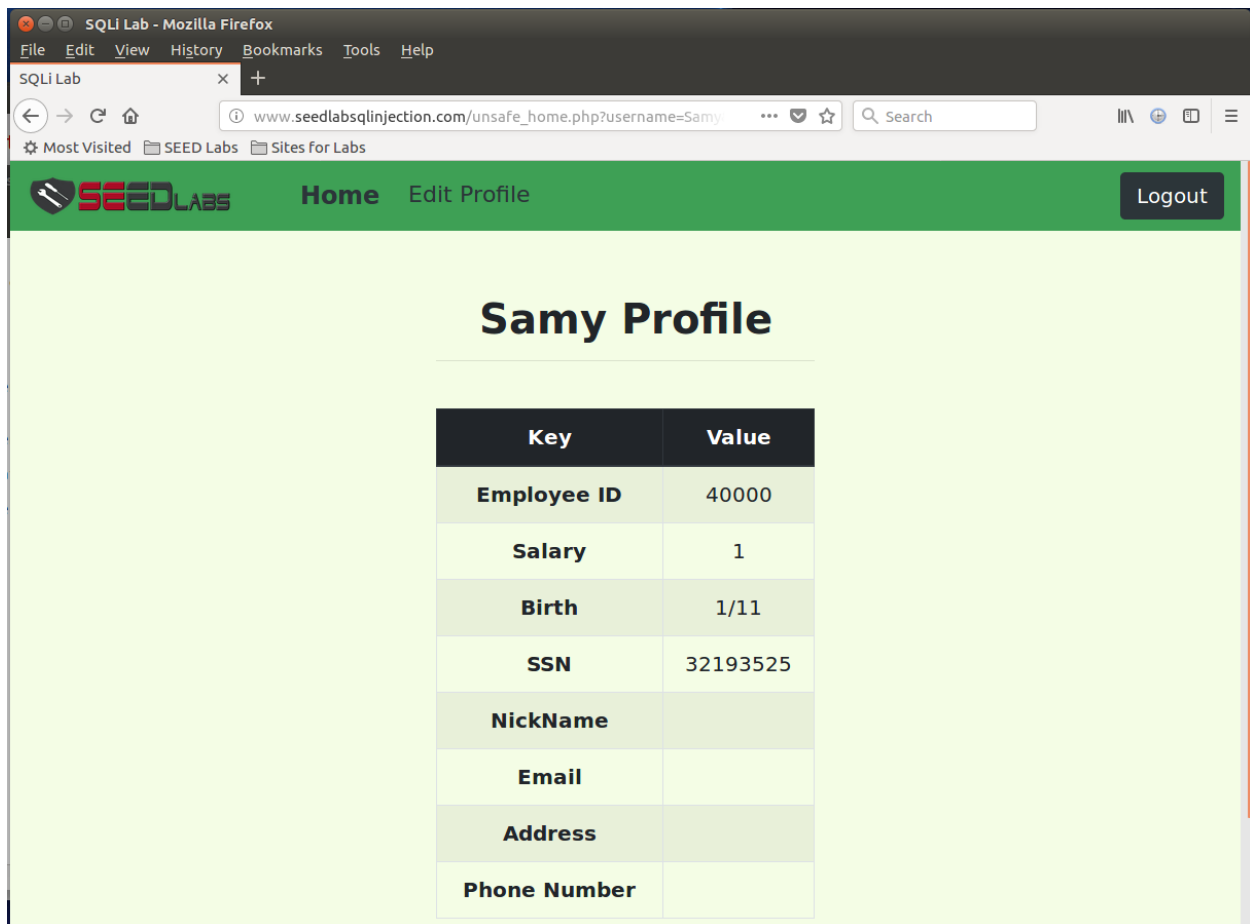 SQLi Lab - Mozilla Firefox
File Edit View History Bookmarks Tools Help
SQLi Lab
www.seedlabsqlinjection.com/unsafe_home.php?username=Samy
Search
Most Visited SEED Labs Sites for Labs
SEEDLABS Home Edit Profile Logout
Samy Profile
Key Value
Employee ID 40000
Salary 1
Birth 1/11
SSN 32193525
NickName
Email
Address
Phone Number